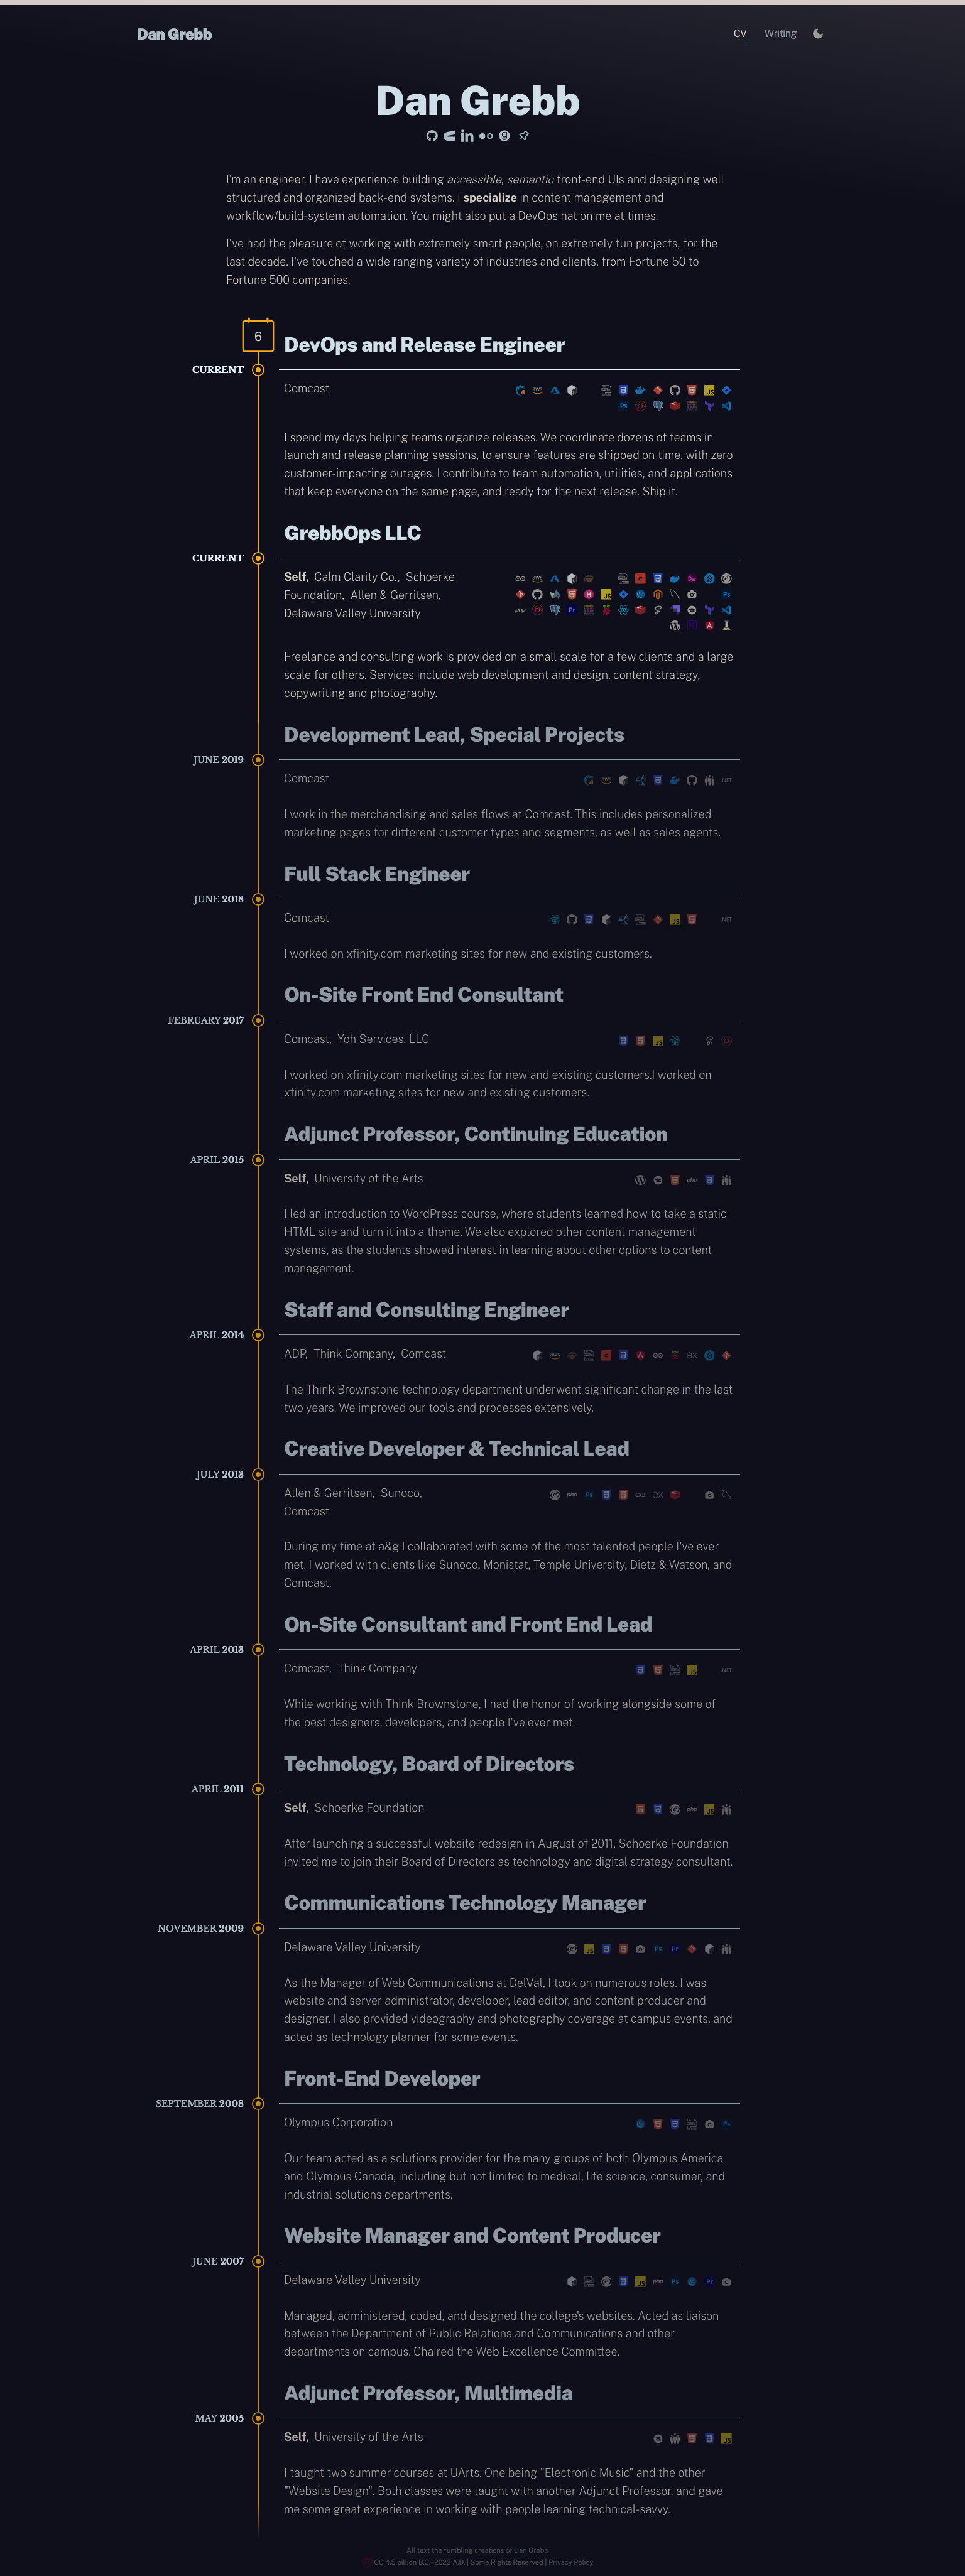 Dan Grebb
CV
Writing
Dan Grebb
I'm an engineer. I have experience building accessible, semantic front-end UIs and designing well
structured and organized back-end systems. I specialize in content management and
workflow/build-system automation. You might also put a DevOps hat on me at times.
I've had the pleasure of working with extremely smart people, on extremely fun projects, for the
last decade. I've touched a wide ranging variety of industries and clients, from Fortune 50 to
Fortune 500 companies.
6
DevOps and Release Engineer
CURRENT
Comcast
I spend my days helping teams organize releases. We coordinate dozens of teams in
launch and release planning sessions, to ensure features are shipped on time, with zero
customer-impacting outages. I contribute to team automation, utilities, and applications
that keep everyone on the same page, and ready for the next release. Ship it.
GrebbOps LLC
CURRENT
Self, Calm Clarity Co., Schoerke
Foundation, Allen & Gerritsen,
Delaware Valley University
Freelance and consulting work is provided on a small scale for a few clients and a large
scale for others. Services include web development and design, content strategy,
copywriting and photography.
Development Lead, Special Projects
JUNE 2019
Comcast
I work in the merchandising and sales flows at Comcast. This includes personalized
marketing pages for different customer types and segments, as well as sales agents.
Full Stack Engineer
JUNE 2018
Comcast
I worked on xfinity.com marketing sites for new and existing customers.
On-Site Front End Consultant
FEBRUARY 2017
Comcast, Yoh Services, LLC
I worked on xfinity.com marketing sites for new and existing customers.I worked on
xfinity.com marketing sites for new and existing customers.
Adjunct Professor, Continuing Education
APRIL 2015
Self, University of the Arts
I led an introduction to WordPress course, where students learned how to take a static
HTML site and turn it into a theme. We also explored other content management
systems, as the students showed interest in learning about other options to content
management.
Staff and Consulting Engineer
APRIL 2014
ADP, Think Company, Comcast
The Think Brownstone technology department underwent significant change in the last
two years. We improved our tools and processes extensively.
Creative Developer & Technical Lead
JULY 2013
Allen & Gerritsen, Sunoco,
Comcast
During my time at a&g I collaborated with some of the most talented people I've ever
met. I worked with clients like Sunoco, Monistat, Temple University, Dietz & Watson, and
Comcast.
On-Site Consultant and Front End Lead
APRIL 2013
Comcast, Think Company
While working with Think Brownstone, I had the honor of working alongside some of
the best designers, developers, and people I've ever met.
Technology, Board of Directors
APRIL 2011
Self, Schoerke Foundation
After launching a successful website redesign in August of 2011, Schoerke Foundation
invited me to join their Board of Directors as technology and digital strategy consultant.
Communications Technology Manager
NOVEMBER 2009
Delaware Valley University
As the Manager of Web Communications at DelVal, I took on numerous roles. I was
website and server administrator, developer, lead editor, and content producer and
designer. I also provided videography and photography coverage at campus events, and
acted as technology planner for some events.
Front-End Developer
SEPTEMBER 2008
Olympus Corporation
Our team acted as a solutions provider for the many groups of both Olympus America
and Olympus Canada, including but not limited to medical, life science, consumer, and
industrial solutions departments.
Website Manager and Content Producer
JUNE 2007
Delaware Valley University
Managed, administered, coded, and designed the college's websites. Acted as liaison
between the Department of Public Relations and Communications and other
departments on campus. Chaired the Web Excellence Committee.
Adjunct Professor, Multimedia
MAY 2005
Self, University of the Arts
I taught two summer courses at UArts. One being "Electronic Music" and the other
"Website Design". Both classes were taught with another Adjunct Professor, and gave
me some great experience in working with people learning technical-savvy.
All text the fumbling creations of Dan Grebb
CC 4.5 billion B.C.–2023 A.D. | Some Rights Reserved | Privacy Policy